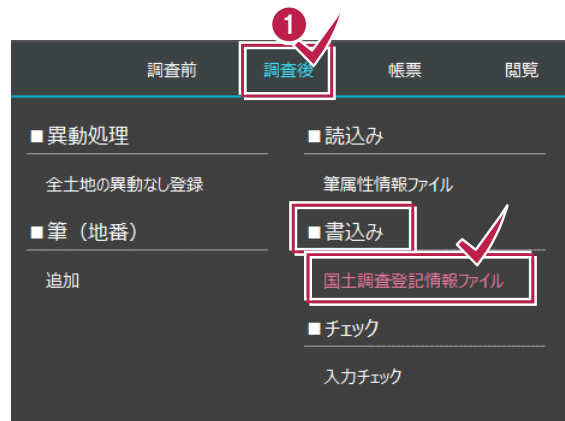 1
調査前 調査後 帳票 閲覧
■異動処理
全土地の異動なし登録
■筆（地番）
追加
■読込み
筆属性情報ファイル
■書込み
国土調査登記情報ファイル
■チェック
入力チェック